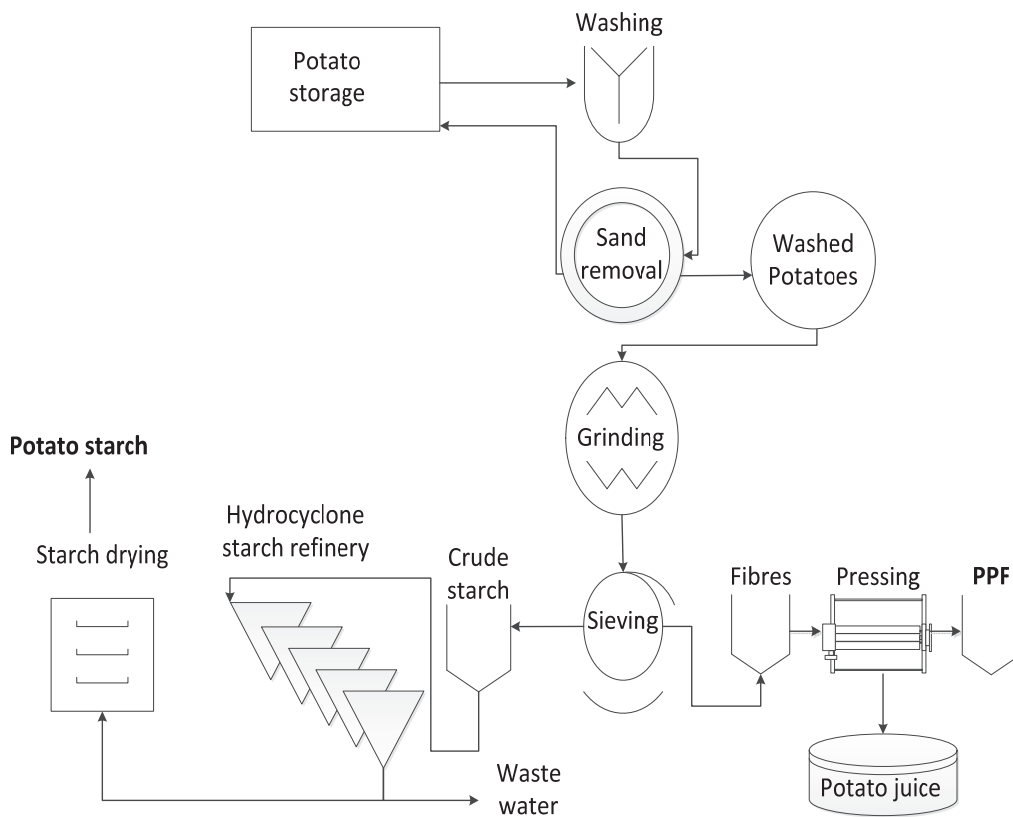 Washing
Potato
storage
Sand
removal
Washed
Potatoes
Grinding
Potato starch
Hydrocyclone
starch refinery
Starch drying
Crude
starch
Sieving
Fibres
Pressing
PPF
Waste
water
Potato juice